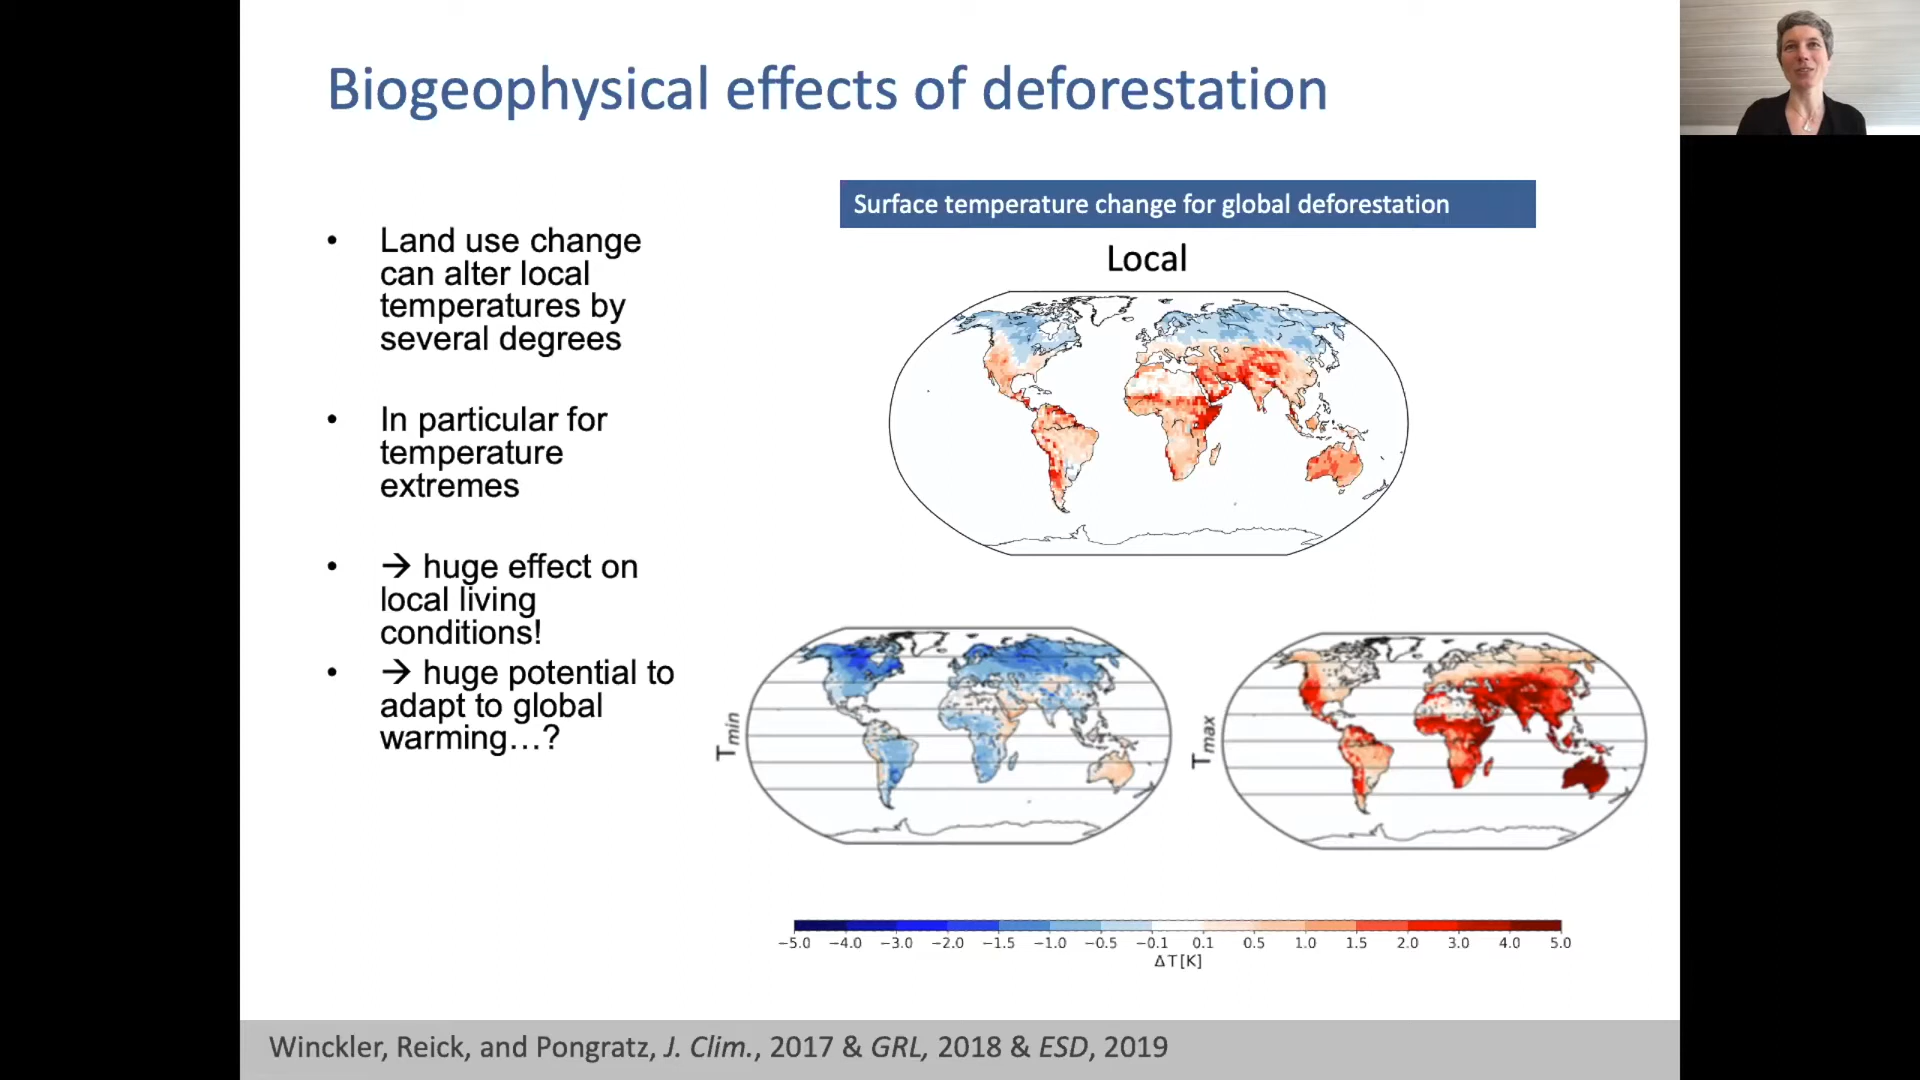 Biogeophysical effects of deforestation
• Land use change
can alter local
temperatures by
several degrees
• In particular for
temperature
extremes
• → huge effect on
local living
conditions!
• → huge potential to
adapt to global
warming…?
Surface temperature change for global deforestation
Local
Tmin
Tmax
−5.0 −4.0 −3.0 −2.0 −1.5 −1.0 −0.5 −0.1 0.1 0.5 1.0 1.5 2.0 3.0 4.0 5.0
ΔT[K]
Winckler, Reick, and Pongratz, J. Clim., 2017 & GRL, 2018 & ESD, 2019